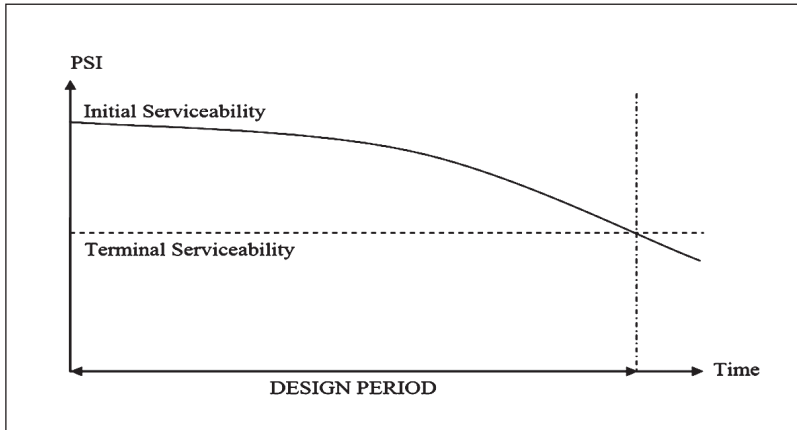 PSI
Initial Serviceability
Terminal Serviceability
Time
DESIGN PERIOD